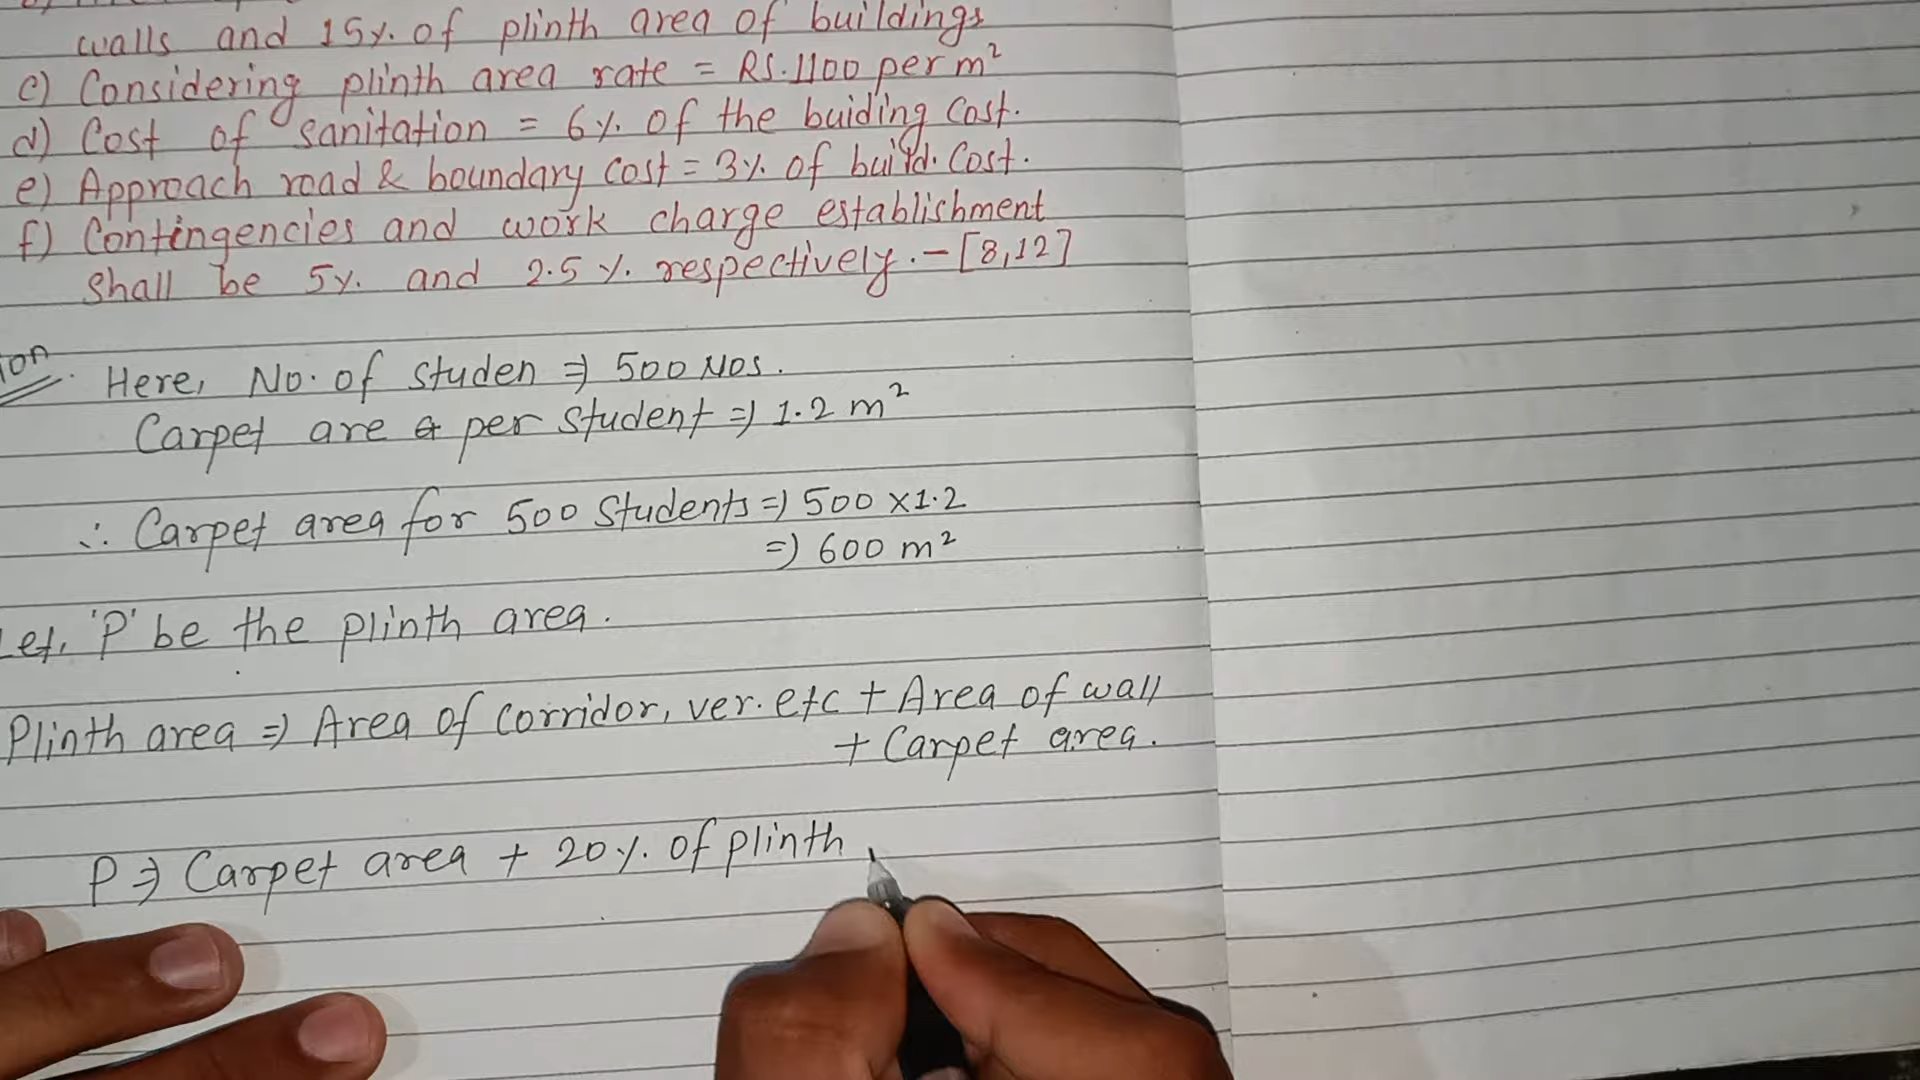 walls and 15%. of plinth area of buildings
c) Considering plinth area rate = RS. 1100 per m²
d) Cost of sanitation = 6%. of the buiding Cost.
e) Approach road & boundary cost = 3%. of build. Cost.
f) Contingencies and work charge establishment
shall be 5%. and 2.5%. respectively. - [8,12]
ion
Here, No. of studen ⇒ 500 Nos.
Carpet are per student ⇒ 1.2 m²
∴ Carpet area for 500 Students ⇒ 500 x 1.2
⇒ 600 m²
Let, 'P' be the plinth area.
Plinth area ⇒ Area of corridor, ver. etc + Area of wall
+ Carpet area.
P ⇒ Carpet area + 20%. of plinth